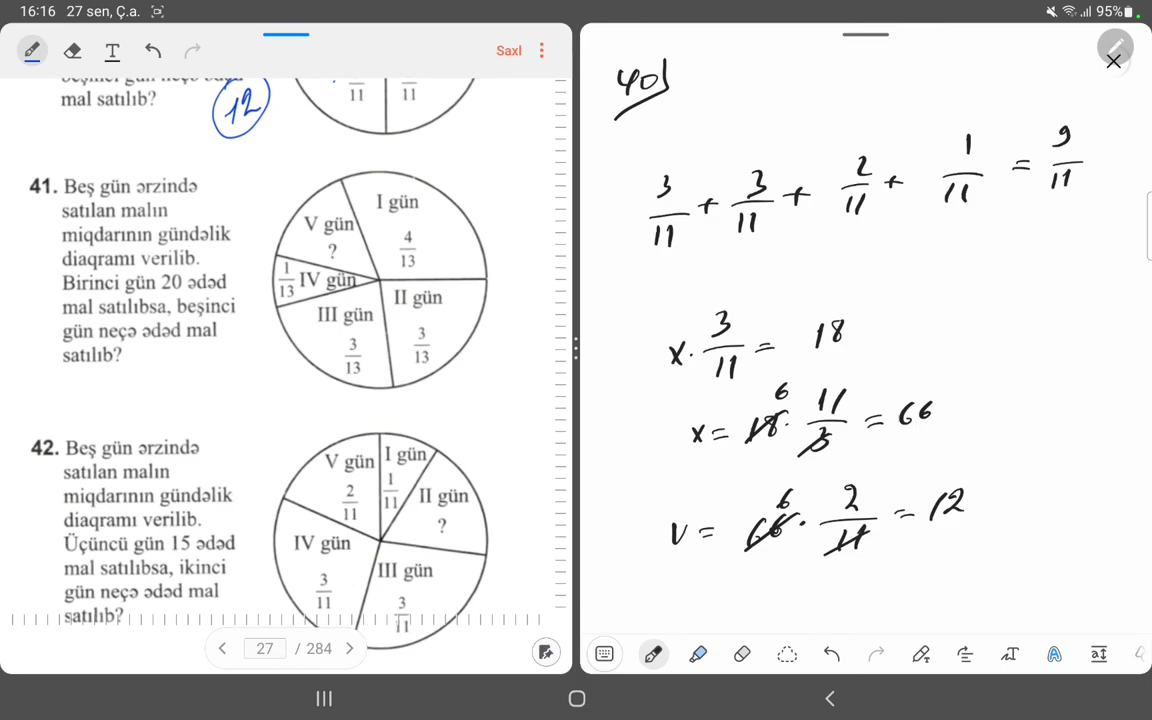 16:16 27 sen, Ç.a.
95%
Saxl
mal satılıb?
12
11 11
41. Beş gün ərzində
satılan malın
miqdarının gündəlik
diaqramı verilib.
Birinci gün 20 ədəd
mal satılıbsa, beşinci
gün neçə ədəd mal
satılıb?
I gün
4/13
V gün
?
1/13 IV gün
II gün
3/13
III gün
3/13
42. Beş gün ərzində
satılan malın
miqdarının gündəlik
diaqramı verilib.
Üçüncü gün 15 ədəd
mal satılıbsa, ikinci
gün neçə ədəd mal
satılıb?
V gün
2/11
I gün
1/11
II gün
?
IV gün
3/11
III gün
3/11
27 / 284
40)
3/11 + 3/11 + 2/11 + 1/11 = 9/11
x · 3/11 = 18
6
x = 18 · 11/3 = 66
6
V = 66 · 2/11 = 12